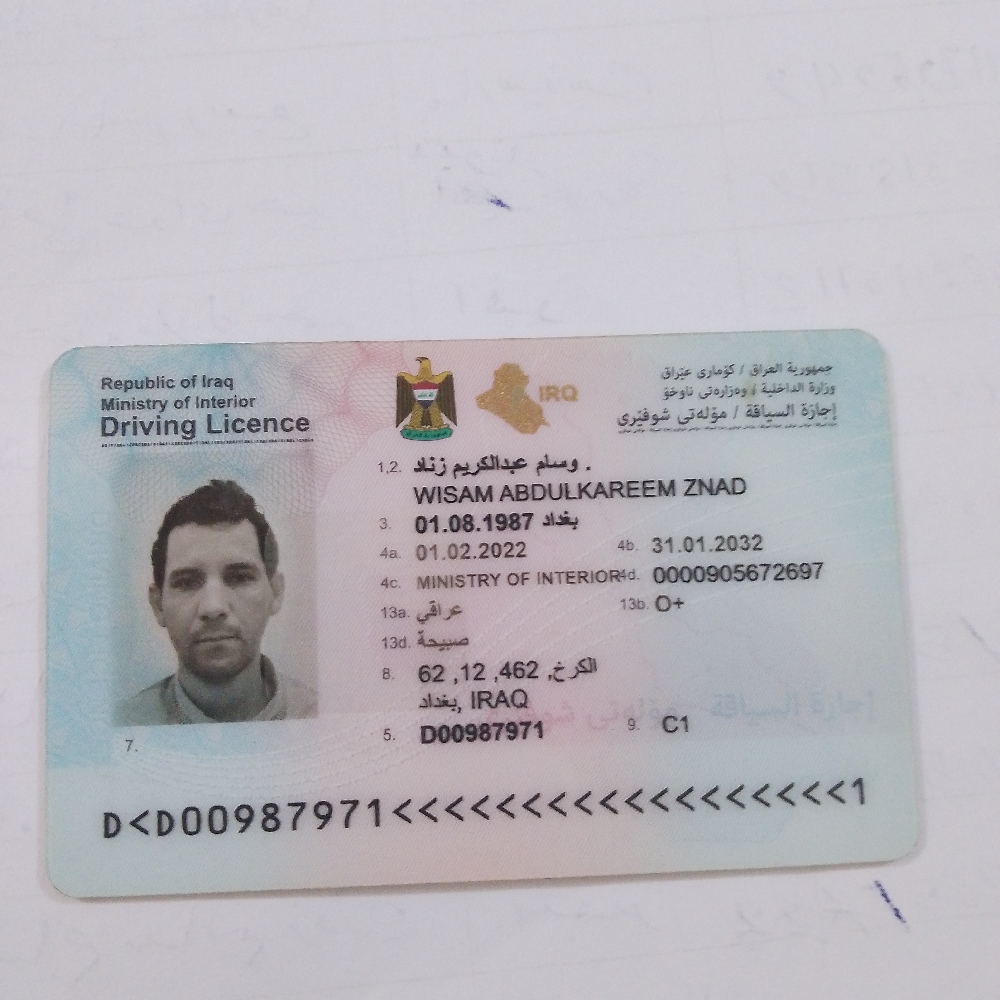 Republic of Iraq
Ministry of Interior
Driving Licence
IRQ
جمهورية العراق / كۆماری عێراق
وزارة الداخلية / وەزارەتی ناوخۆ
إجازة السياقة / مۆڵەتی شوفێری
1,2. وسام عبدالكريم زناد .
WISAM ABDULKAREEM ZNAD
3. 01.08.1987 بغداد
4a. 01.02.2022 4b. 31.01.2032
4c. MINISTRY OF INTERIOR 4d. 0000905672697
13a. عراقي 13b. O+
13d. صبيحة
8. الكرخ, 462, 12, 62
بغداد, IRAQ
7.
5. D00987971 9. C1
D<D00987971<<<<<<<<<<<<<<<<<<1